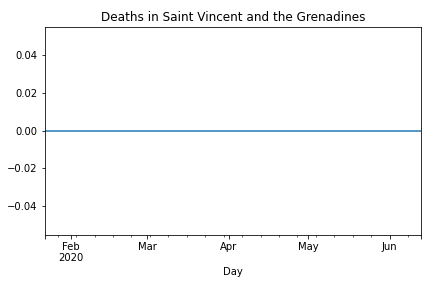 Deaths in Saint Vincent and the Grenadines
0.04
0.02
0.00
−0.02
−0.04
Feb Mar Apr May Jun
2020
Day